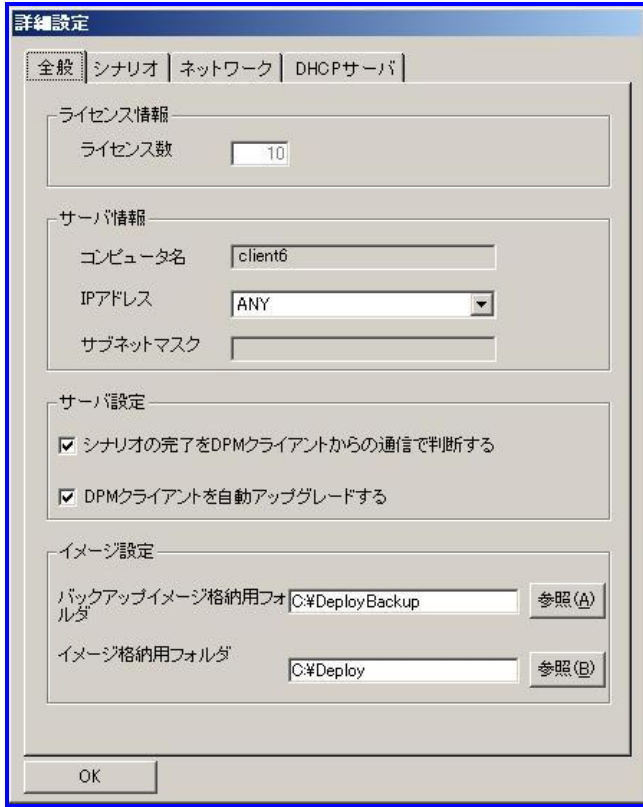 詳細設定
全般 シナリオ ネットワーク DHCPサーバ
ライセンス情報
ライセンス数 10
サーバ情報
コンピュータ名 client6
IPアドレス ANY
サブネットマスク
サーバ設定
シナリオの完了をDPMクライアントからの通信で判断する
DPMクライアントを自動アップグレードする
イメージ設定
バックアップイメージ格納用フォ
ルダ
C:¥DeployBackup 参照(A)
イメージ格納用フォルダ
C:¥Deploy 参照(B)
OK